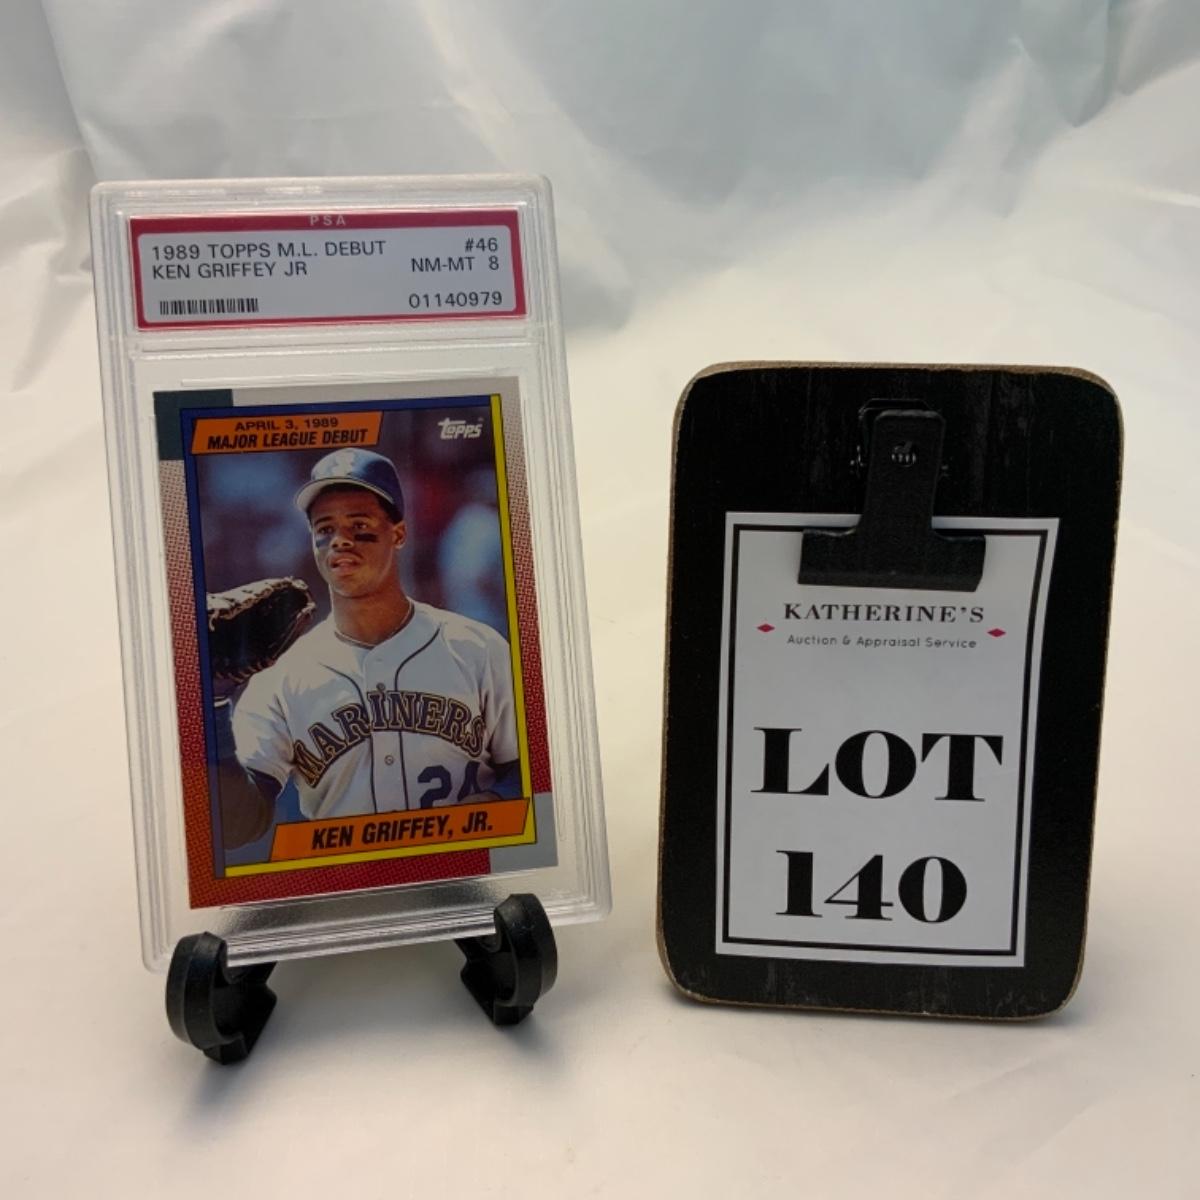 PSA
1989 TOPPS M.L. DEBUT #46
KEN GRIFFEY JR NM-MT 8
01140979
APRIL 3, 1989
MAJOR LEAGUE DEBUT
topps
MARINERS
24
KEN GRIFFEY, JR.
KATHERINE'S
Auction & Appraisal Service
LOT
140